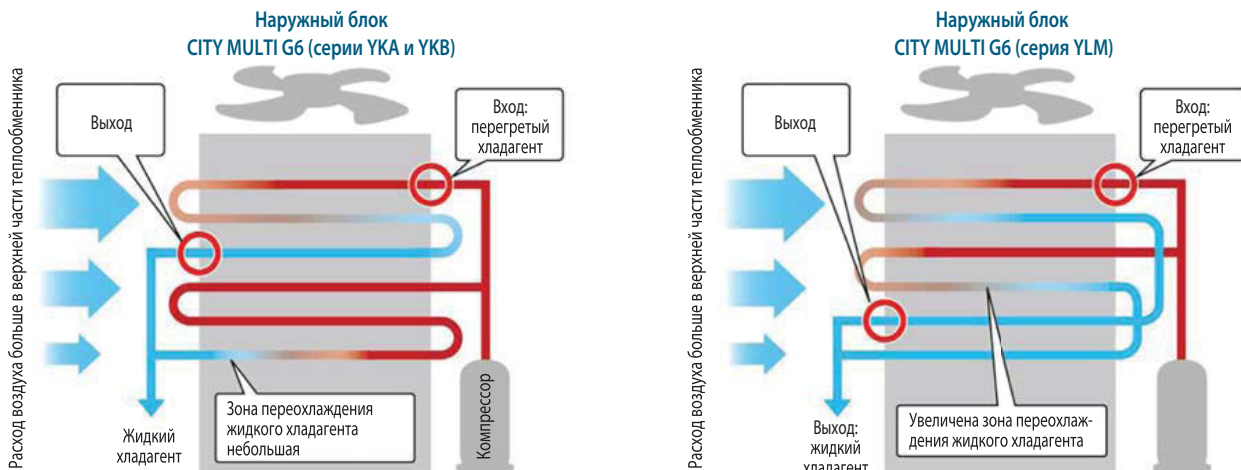 Наружный блок
CITY MULTI G6 (серии YKA и YKB)
Расход воздуха больше в верхней части теплообменника
Выход
Вход:
перегретый
хладагент
Зона переохлаждения
жидкого хладагента
небольшая
Жидкий
хладагент
Компрессор
Наружный блок
CITY MULTI G6 (серия YLM)
Расход воздуха больше в верхней части теплообменника
Выход
Вход:
перегретый
хладагент
Увеличена зона переохлаж-
дения жидкого хладагента
Выход:
жидкий
хладагент